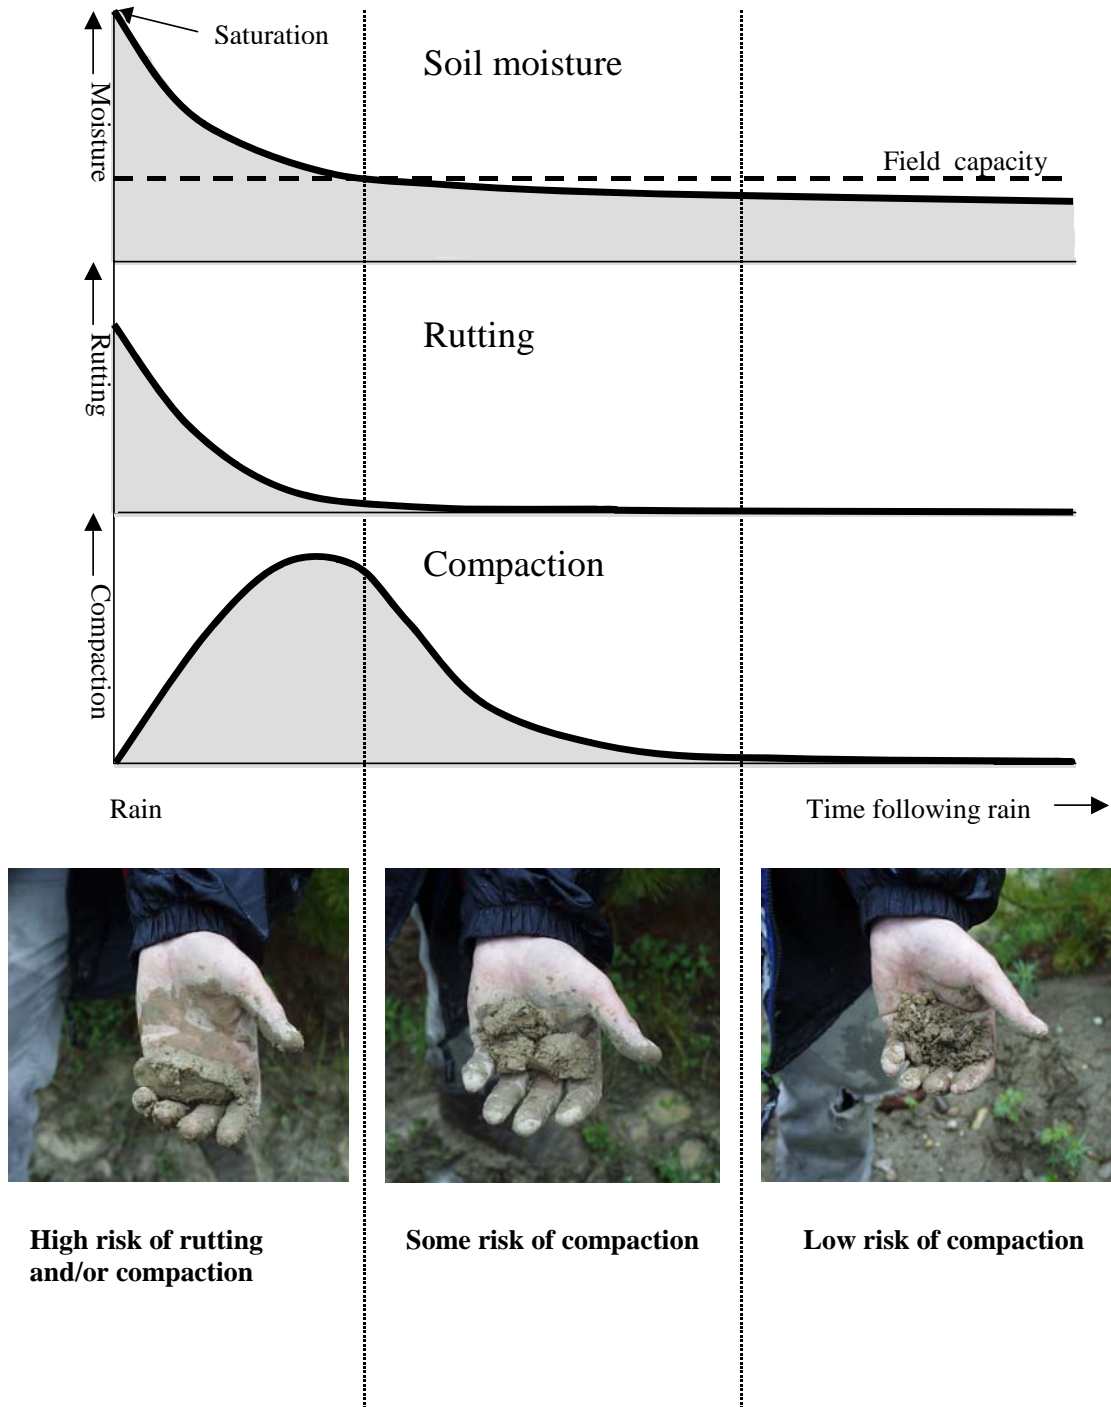 Saturation
Soil moisture
Moisture
Field capacity
Rutting
Rutting
Compaction
Compaction
Rain
Time following rain
High risk of rutting
and/or compaction
Some risk of compaction
Low risk of compaction